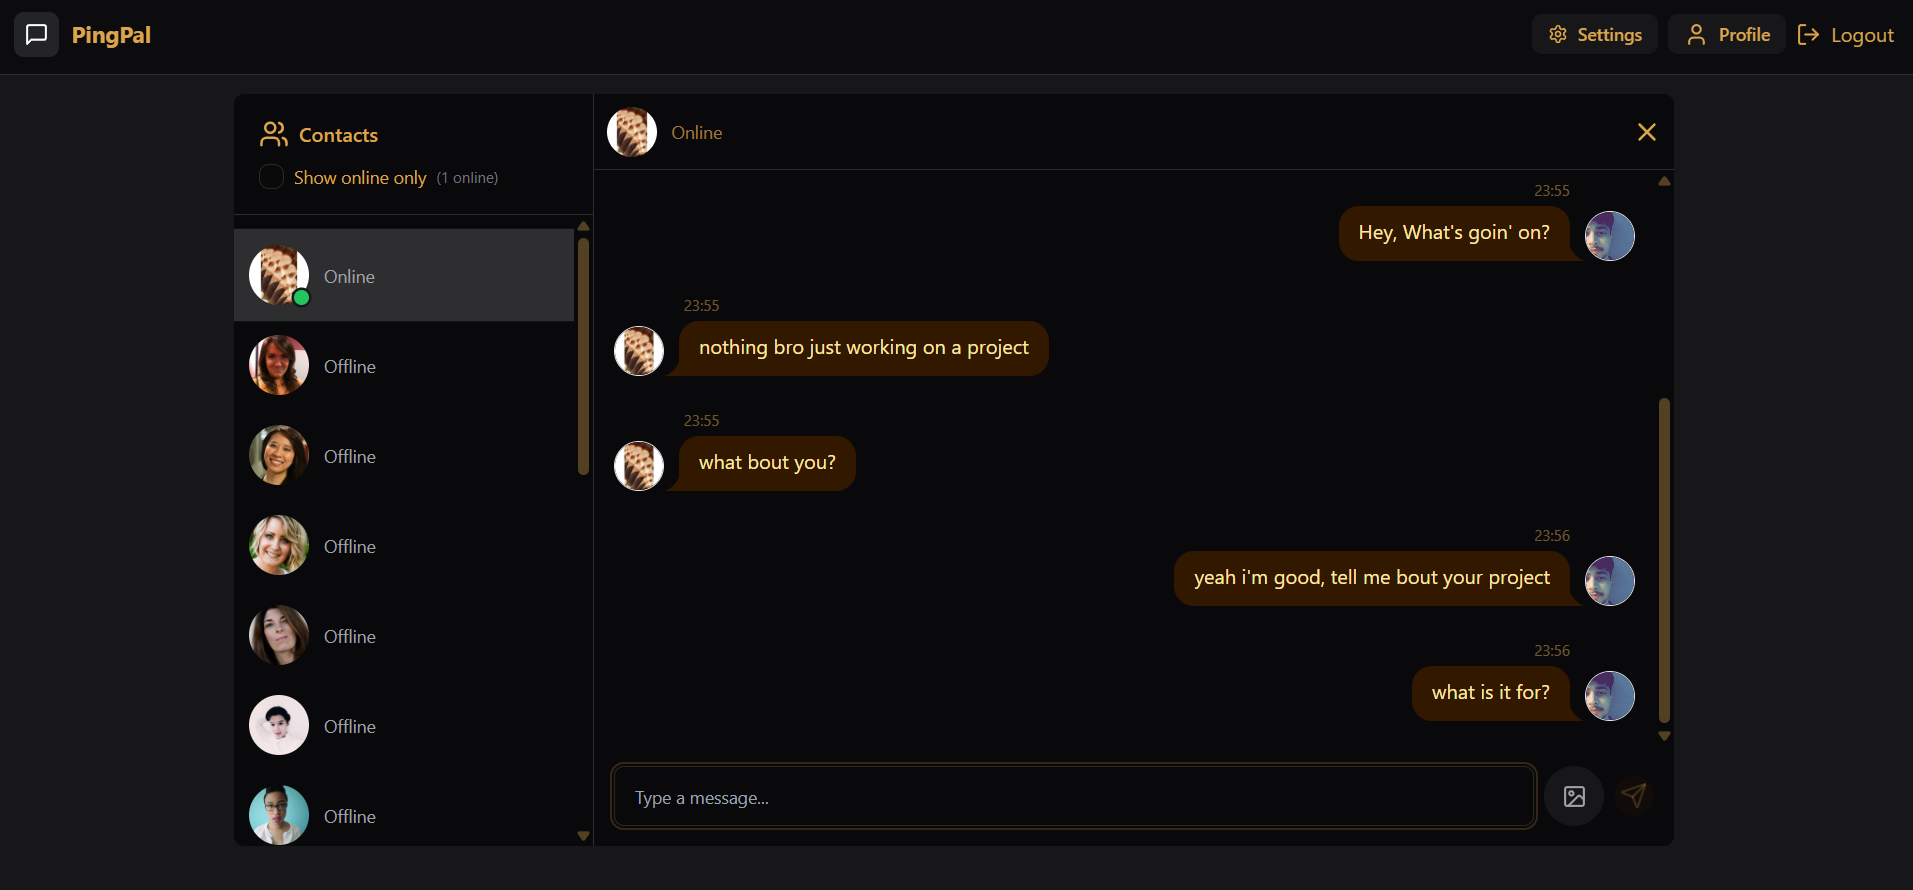 PingPal
Settings
Profile
Logout
Contacts
Show online only (1 online)
Online
Offline
Offline
Offline
Offline
Offline
Offline
Online
23:55
Hey, What's goin' on?
23:55
nothing bro just working on a project
23:55
what bout you?
23:56
yeah i'm good, tell me bout your project
23:56
what is it for?
Type a message...